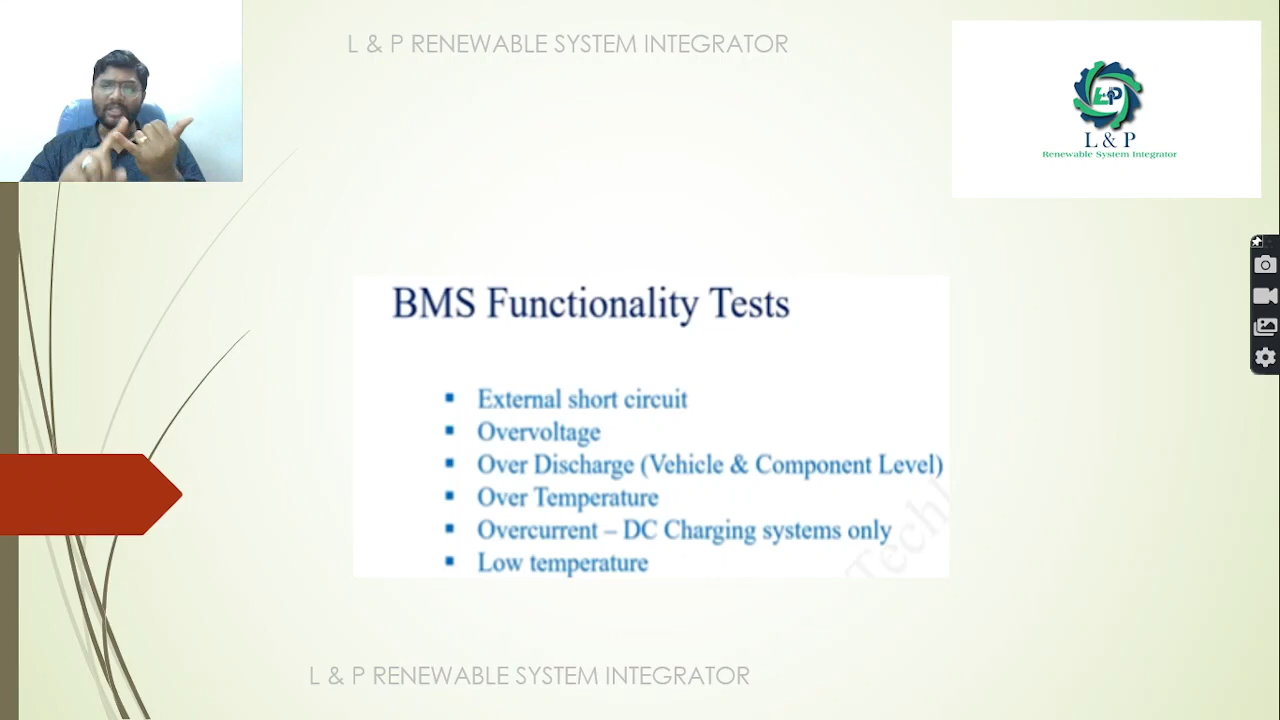 L & P RENEWABLE SYSTEM INTEGRATOR
L & P
Renewable System Integrator
BMS Functionality Tests
▪ External short circuit
▪ Overvoltage
▪ Over Discharge (Vehicle & Component Level)
▪ Over Temperature
▪ Overcurrent – DC Charging systems only
▪ Low temperature
Tech
L & P RENEWABLE SYSTEM INTEGRATOR